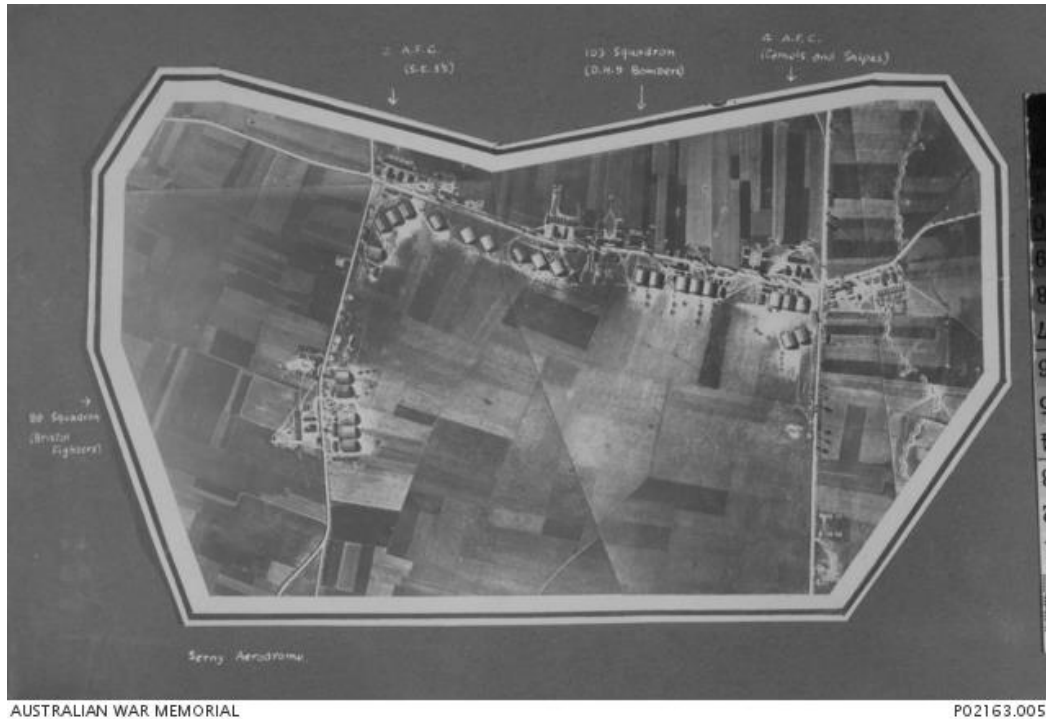 2 A.F.C.
(S.E.5's)
103 Squadron
(D.H.9 Bombers)
4 A.F.C.
(Camels and Snipes)
88 Squadron
(Bristol
Fighters)
Serny Aerodrome.
AUSTRALIAN WAR MEMORIAL
P02163.005